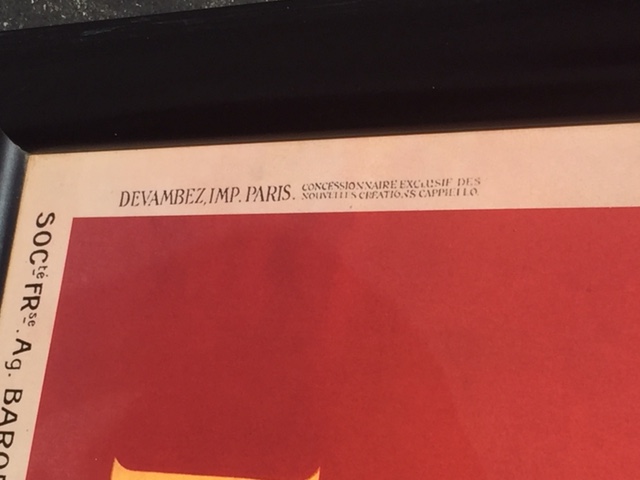 DEVAMBEZ, IMP. PARIS.
CONCESSIONNAIRE EXCLUSIF DES
NOUVELLES CRÉATIONS CAPPIELLO
SOCté FRse. Ag. BARO